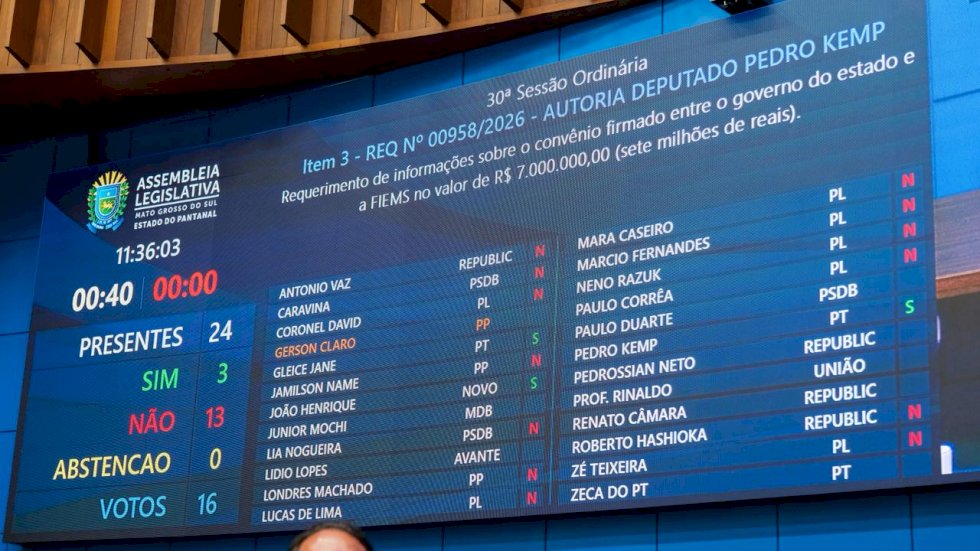 30ª Sessão Ordinária
Item 3 - REQ Nº 00958/2026 - AUTORIA DEPUTADO PEDRO KEMP
Requerimento de informações sobre o convênio firmado entre o governo do estado e
a FIEMS no valor de R$ 7.000.000,00 (sete milhões de reais).
ASSEMBLEIA
LEGISLATIVA
MATO GROSSO DO SUL
ESTADO DO PANTANAL
11:36:03
00:40 00:00
PRESENTES 24
SIM 3
NÃO 13
ABSTENCAO 0
VOTOS 16
ANTONIO VAZ REPUBLIC N
CARAVINA PSDB N
CORONEL DAVID PL N
GERSON CLARO PP
GLEICE JANE PT S
JAMILSON NAME PP N
JOÃO HENRIQUE NOVO S
JUNIOR MOCHI MDB
LIA NOGUEIRA PSDB N
LIDIO LOPES AVANTE
LONDRES MACHADO PP N
LUCAS DE LIMA PL N
MARA CASEIRO PL N
MARCIO FERNANDES PL N
NENO RAZUK PL N
PAULO CORRÊA PL N
PAULO DUARTE PSDB
PEDRO KEMP PT S
PEDROSSIAN NETO REPUBLIC
PROF. RINALDO UNIÃO
RENATO CÂMARA REPUBLIC
ROBERTO HASHIOKA REPUBLIC N
ZÉ TEIXEIRA PL N
ZECA DO PT PT